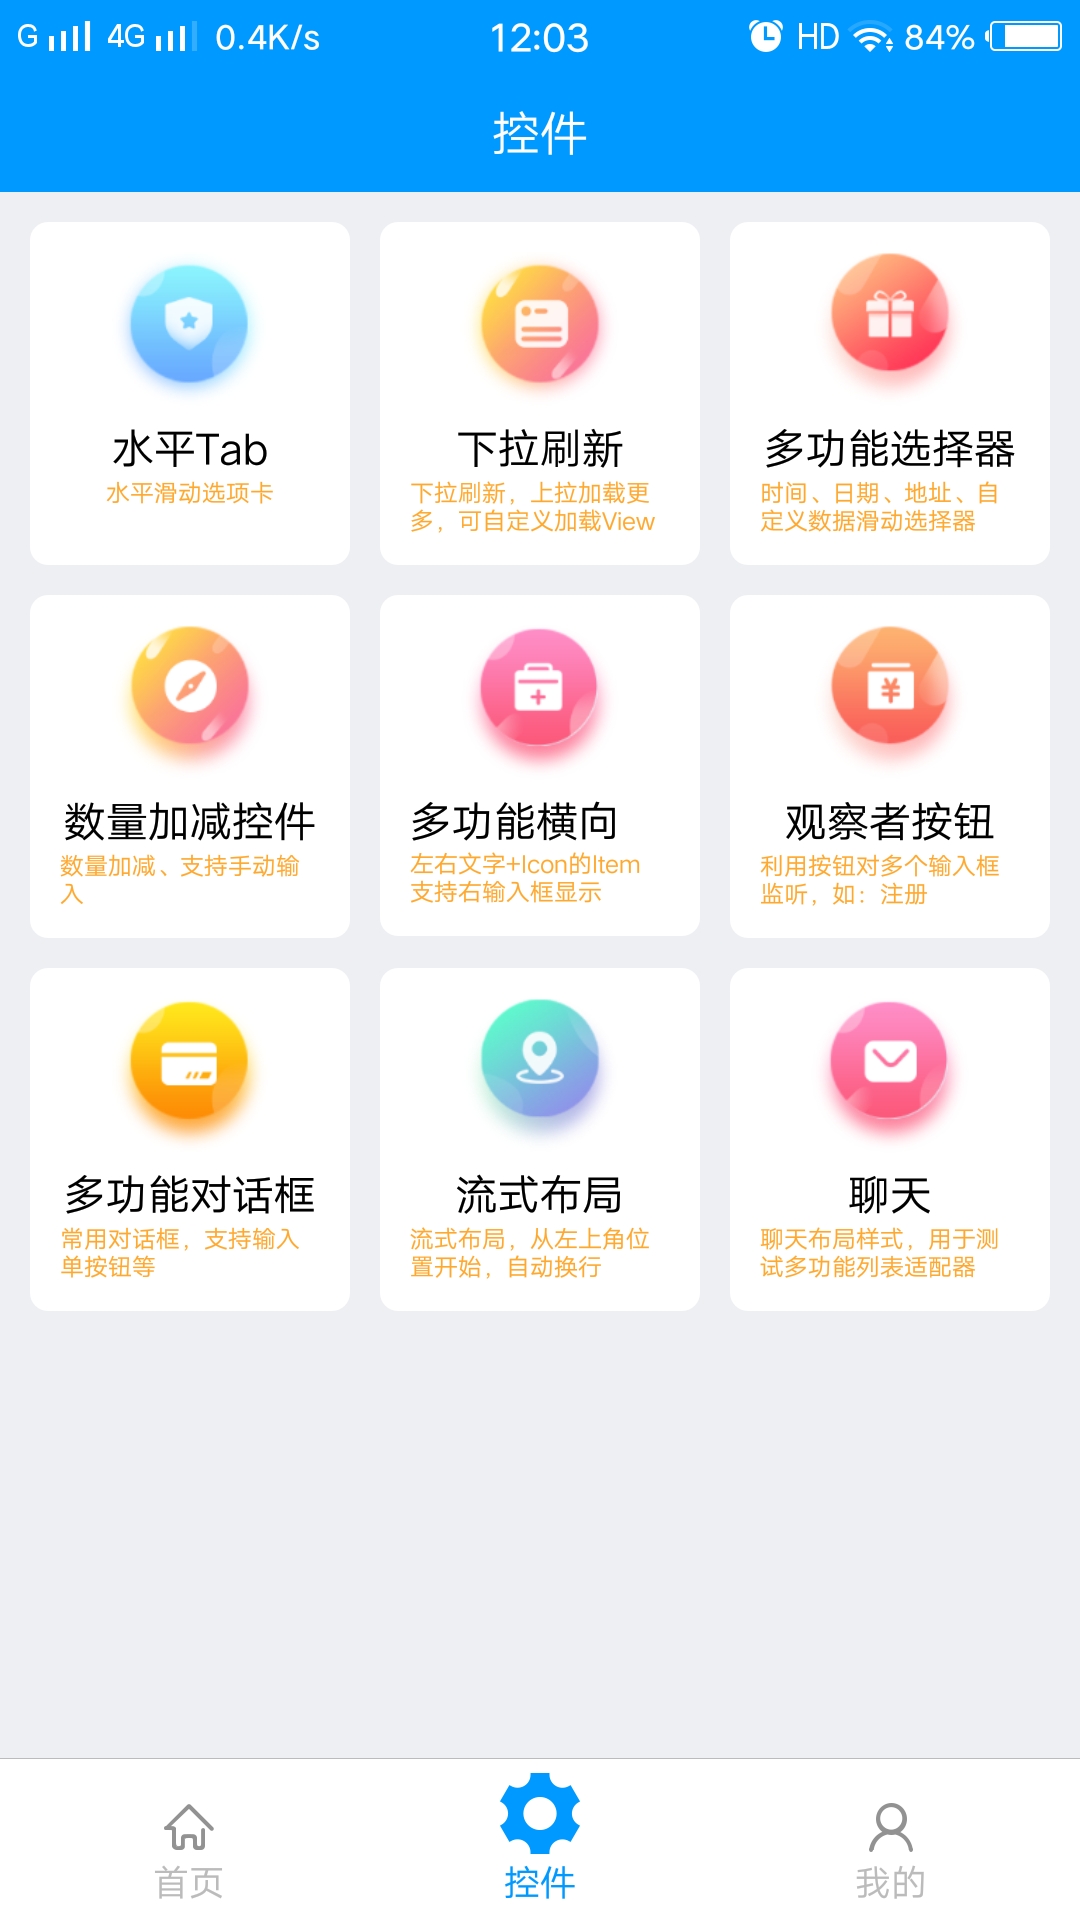 G 4G 0.4K/s 12:03 HD 84%
控件
水平Tab
水平滑动选项卡
下拉刷新
下拉刷新，上拉加载更
多，可自定义加载View
多功能选择器
时间、日期、地址、自
定义数据滑动选择器
数量加减控件
数量加减、支持手动输
入
多功能横向
左右文字+Icon的Item
支持右输入框显示
观察者按钮
利用按钮对多个输入框
监听，如：注册
多功能对话框
常用对话框，支持输入
单按钮等
流式布局
流式布局，从左上角位
置开始，自动换行
聊天
聊天布局样式，用于测
试多功能列表适配器
首页
控件
我的